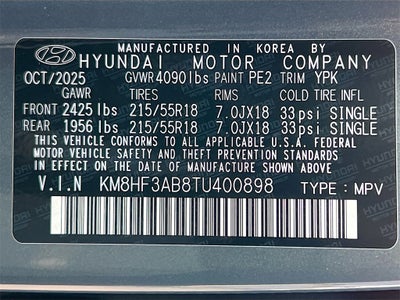 MANUFACTURED IN KOREA BY
HYUNDAI MOTOR COMPANY
OCT/2025 GVWR 4090lbs PAINT PE2 TRIM YPK
GAWR TIRES RIMS COLD TIRE INFL
FRONT 2425 lbs 215/55R18 7.0JX18 33psi SINGLE
REAR 1956 lbs 215/55R18 7.0JX18 33psi SINGLE
THIS VEHICLE CONFORMS TO ALL APPLICABLE U.S.A. FEDERAL MOTOR
VEHICLE SAFETY STANDARDS IN EFFECT ON THE DATE OF MANUFACTURE SHOWN ABOVE.
V.I.N KM8HF3AB8TU400898 TYPE : MPV